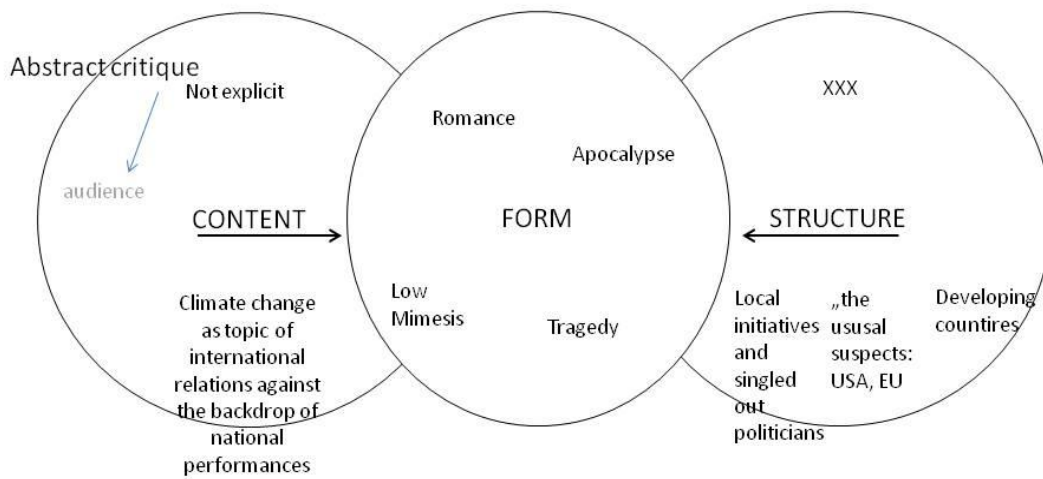 Abstract critique
Not explicit
audience
CONTENT
Climate change
as topic of
international
relations against
the backdrop of
national
performances
Romance
Apocalypse
FORM
Low
Mimesis
Tragedy
XXX
STRUCTURE
Local
initiatives
and
singled
out
politicians
„the
ususal
suspects:
USA, EU
Developing
countires